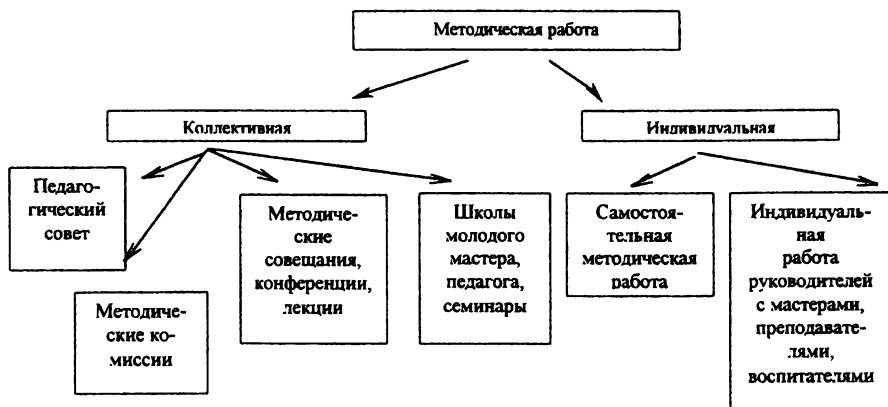 Методическая работа
Коллективная
Индивидуальная
Педаго-
гический
совет
Методиче-
ские ко-
миссии
Методиче-
ские
совещания,
конференции,
лекции
Школы
молодого
мастера,
педагога,
семинары
Самостоя-
тельная
методическая
работа
Индивидуаль-
ная
работа
руководителей
с мастерами,
преподавате-
лями,
воспитателями